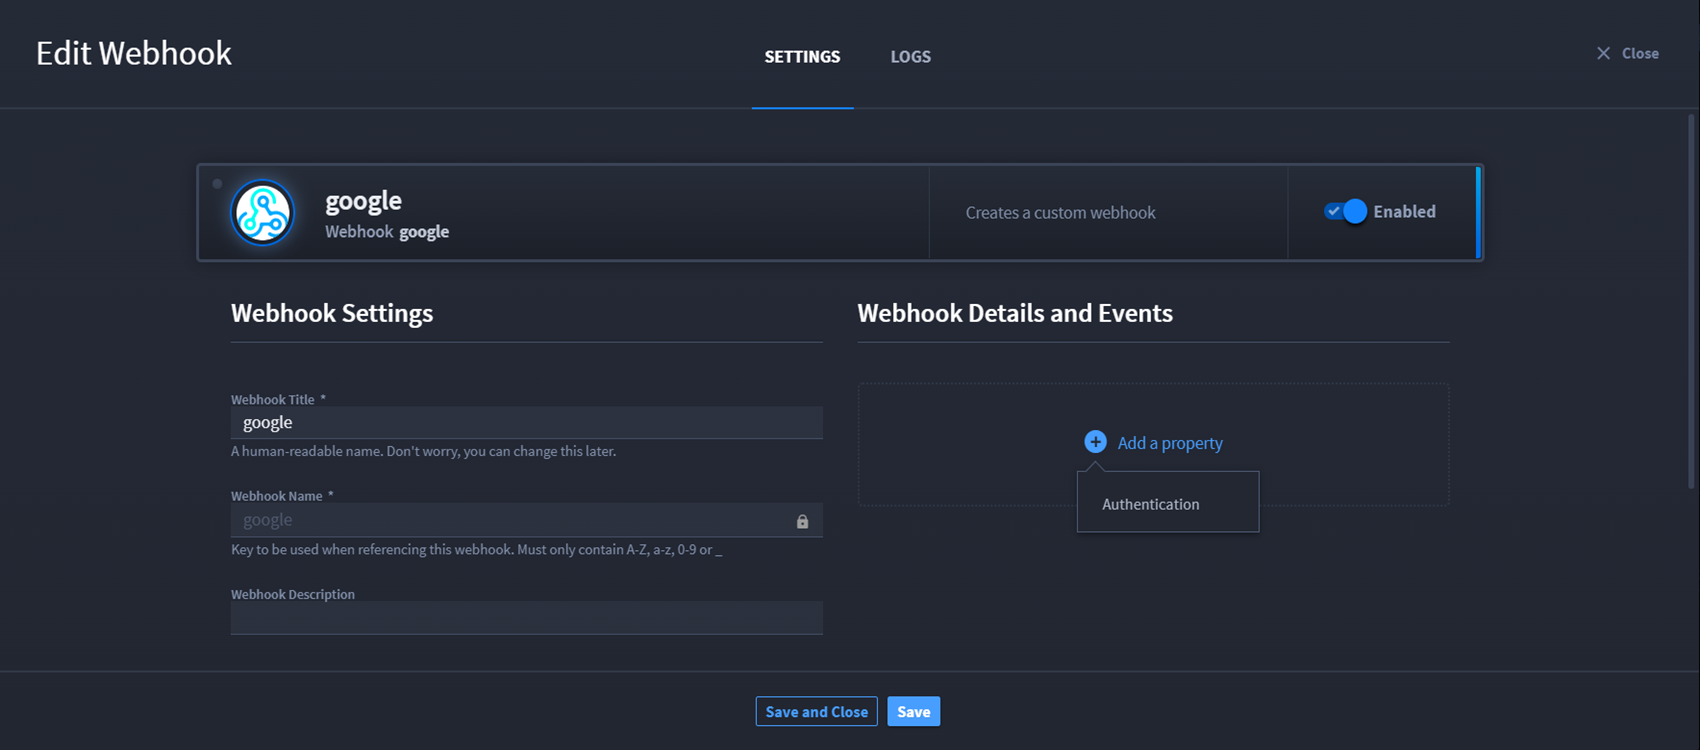 Edit Webhook
SETTINGS
LOGS
Close
google
Webhook google
Creates a custom webhook
Enabled
Webhook Settings
Webhook Title *
google
A human-readable name. Don't worry, you can change this later.
Webhook Name *
google
Key to be used when referencing this webhook. Must only contain A-Z, a-z, 0-9 or _
Webhook Description
Webhook Details and Events
Add a property
Authentication
Save and Close
Save